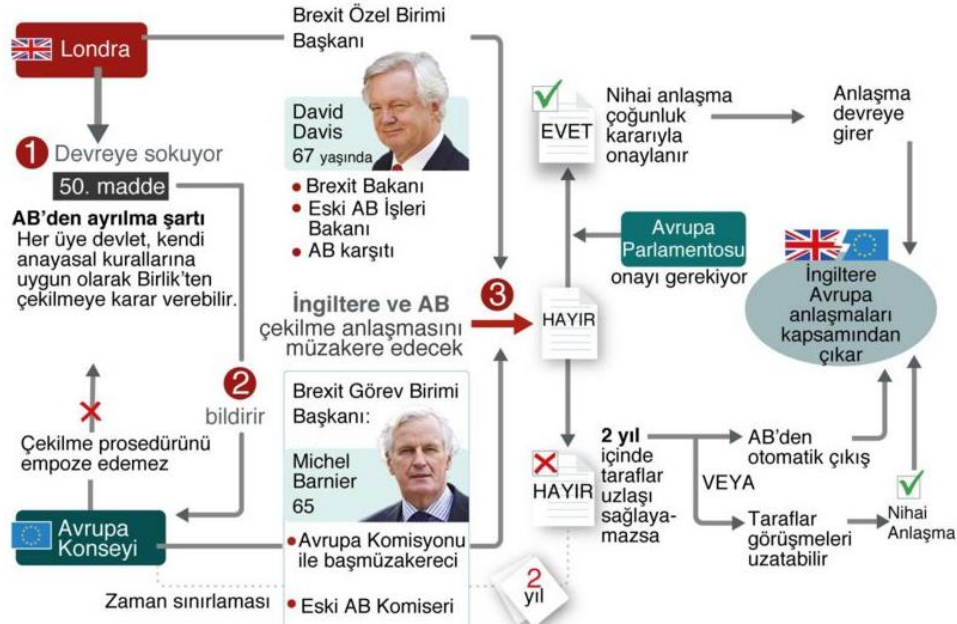 Londra
1 Devreye sokuyor
50. madde
AB'den ayrılma şartı
Her üye devlet, kendi
anayasal kurallarına
uygun olarak Birlik'ten
çekilmeye karar verebilir.
2
bildirir
Çekilme prosedürünü
empoze edemez
Avrupa
Konseyi
Zaman sınırlaması
Brexit Özel Birimi
Başkanı
David
Davis
67 yaşında
• Brexit Bakanı
• Eski AB İşleri
Bakanı
• AB karşıtı
İngiltere ve AB
çekilme anlaşmasını
müzakere edecek
3
Brexit Görev Birimi
Başkanı:
Michel
Barnier
65
• Avrupa Komisyonu
ile başmüzakereci
• Eski AB Komiseri
2
yıl
HAYIR
EVET
Nihai anlaşma
çoğunluk
kararıyla
onaylanır
Anlaşma
devreye
girer
Avrupa
Parlamentosu
onayı gerekiyor
İngiltere
Avrupa
anlaşmaları
kapsamından
çıkar
HAYIR
2 yıl
içinde
taraflar
uzlaşı
sağlaya-
mazsa
AB'den
otomatik çıkış
VEYA
Taraflar
görüşmeleri
uzatabilir
Nihai
Anlaşma